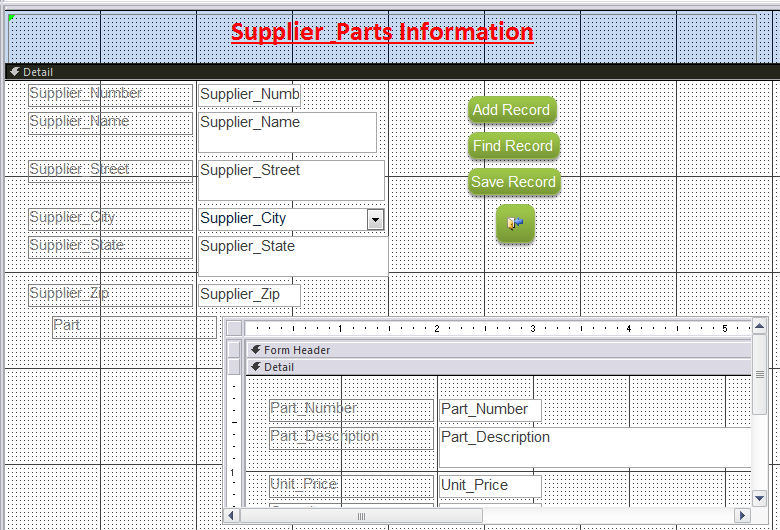 Supplier_Parts Information
Detail
Supplier_Number Supplier_Numb
Add Record
Supplier_Name Supplier_Name
Find Record
Supplier_Street Supplier_Street
Save Record
Supplier_City Supplier_City
Supplier_State Supplier_State
Supplier_Zip Supplier_Zip
Part
1 2 3 4 5
Form Header
Detail
Part_Number Part_Number
Part_Description Part_Description
1
Unit_Price Unit_Price